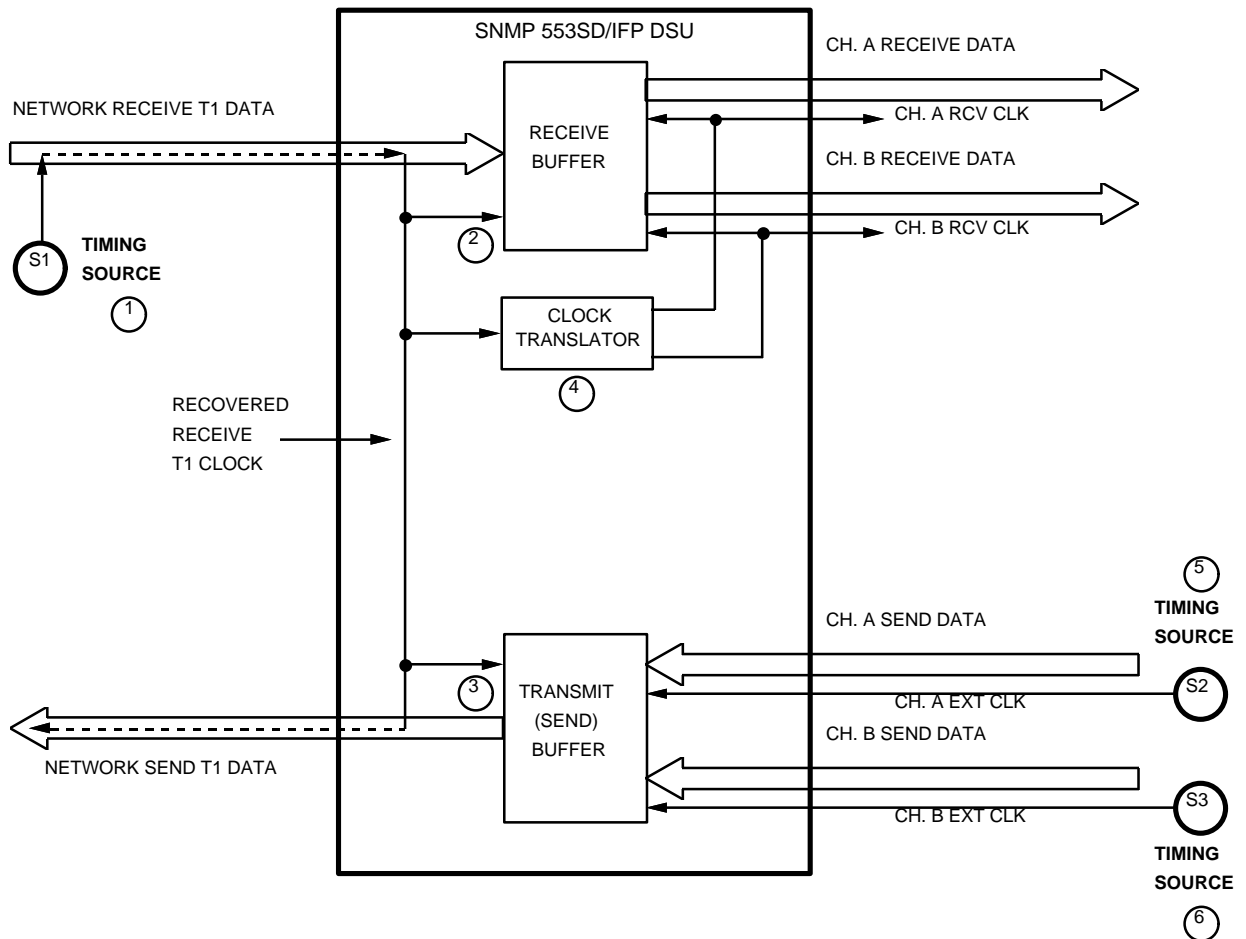 SNMP 553SD/IFP DSU
CH. A RECEIVE DATA
NETWORK RECEIVE T1 DATA
RECEIVE
BUFFER
CH. A RCV CLK
CH. B RECEIVE DATA
CH. B RCV CLK
2
S1
TIMING
SOURCE
1
CLOCK
TRANSLATOR
4
RECOVERED
RECEIVE
T1 CLOCK
5
TIMING
SOURCE
CH. A SEND DATA
S2
CH. A EXT CLK
3
TRANSMIT
(SEND)
BUFFER
CH. B SEND DATA
NETWORK SEND T1 DATA
S3
CH. B EXT CLK
TIMING
SOURCE
6